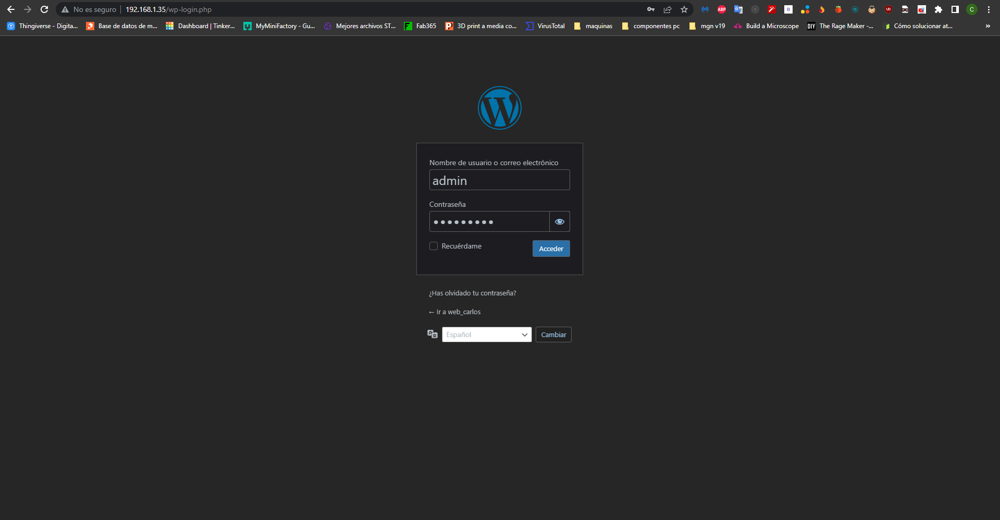 No es seguro 192.168.1.35/wp-login.php
Thingiverse - Digita... Base de datos de m... Dashboard | Tinker... MyMiniFactory - Gu... Mejores archivos ST... Fab365 3D print a media co... VirusTotal maquinas componentes pc mgn v19 Build a Microscope The Rage Maker -... Cómo solucionar at... »
Nombre de usuario o correo electrónico
admin
Contraseña
●●●●●●●●●
Recuérdame Acceder
¿Has olvidado tu contraseña?
← Ir a web_carlos
Español Cambiar